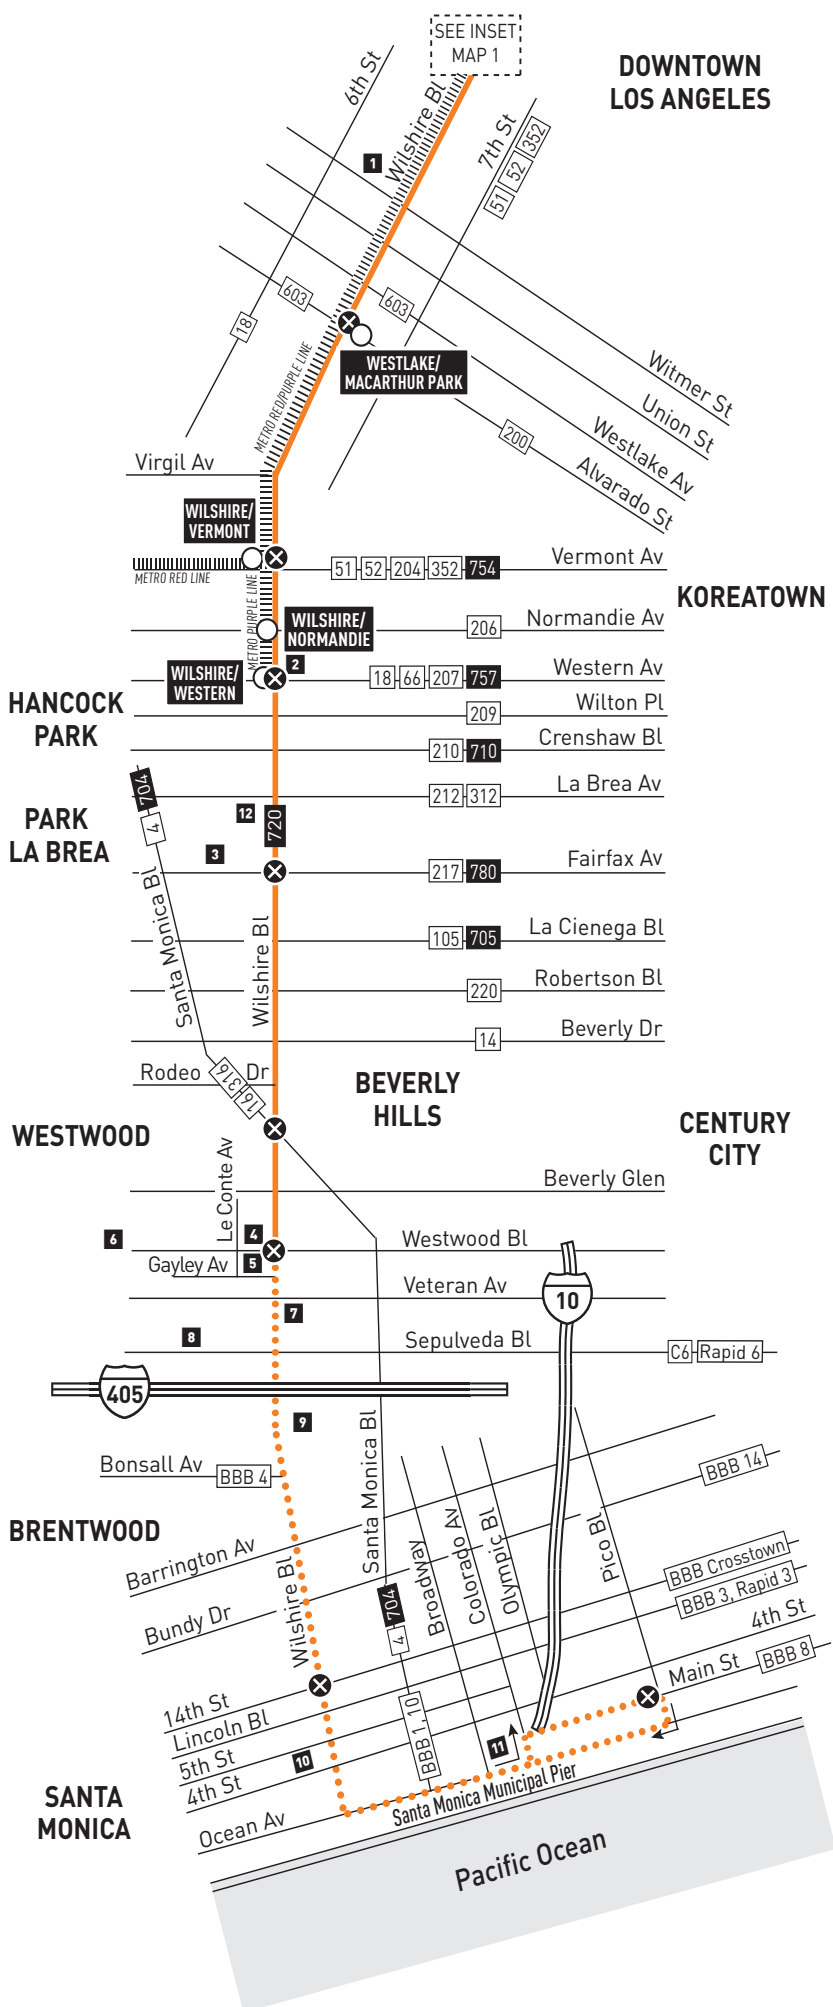 SEE INSET
MAP 1
DOWNTOWN
LOS ANGELES
6th St
Wilshire Bl
7th St
51 52 352
1
603
603
18
WESTLAKE/
MACARTHUR PARK
METRO RED/PURPLE LINE
Witmer St
Union St
Westlake Av
Alvarado St
200
Virgil Av
WILSHIRE/
VERMONT
51 52 204 352 754
Vermont Av
METRO RED LINE
METRO PURPLE LINE
KOREATOWN
WILSHIRE/
NORMANDIE
206
Normandie Av
WILSHIRE/
WESTERN
2
18 66 207 757
Western Av
HANCOCK
PARK
209
Wilton Pl
210 710
Crenshaw Bl
704
4
212 312
La Brea Av
PARK
LA BREA
12
720
3
217 780
Fairfax Av
Santa Monica Bl
Wilshire Bl
105 705
La Cienega Bl
220
Robertson Bl
14
Beverly Dr
Rodeo Dr
16/316
16
BEVERLY
HILLS
WESTWOOD
CENTURY
CITY
Le Conte Av
Beverly Glen
6
4
Westwood Bl
Gayley Av
5
Veteran Av
10
7
8
Sepulveda Bl
C6 Rapid 6
405
9
Santa Monica Bl
Bonsall Av
BBB 4
BBB 14
BRENTWOOD
Barrington Av
Bundy Dr
Wilshire Bl
704
4
Broadway
Colorado Av
Olympic Bl
Pico Bl
BBB Crosstown
BBB 3, Rapid 3
4th St
Main St
BBB 8
14th St
Lincoln Bl
5th St
4th St
10
BBB 1, 10
11
SANTA
MONICA
Ocean Av
Santa Monica Municipal Pier
Pacific Ocean